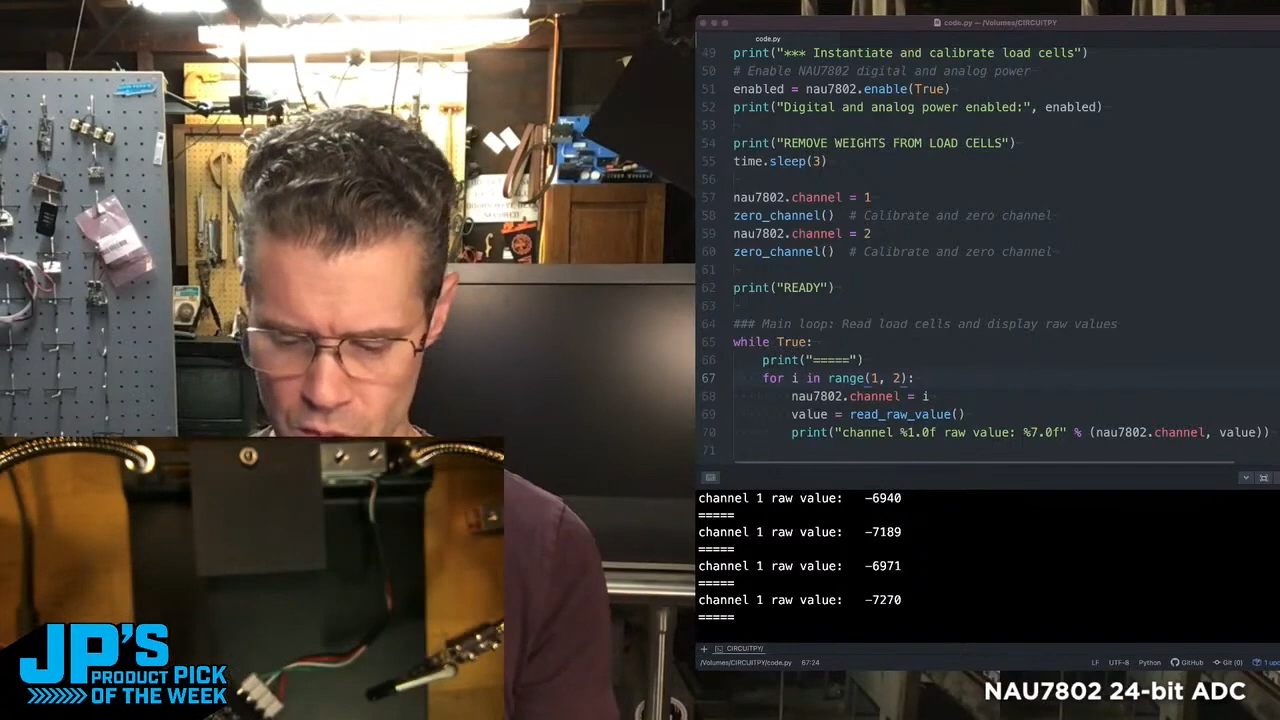 code.py — /Volumes/CIRCUITPY
code.py
49 print("*** Instantiate and calibrate load cells")
50 # Enable NAU7802 digital and analog power
51 enabled = nau7802.enable(True)
52 print("Digital and analog power enabled:", enabled)
53
54 print("REMOVE WEIGHTS FROM LOAD CELLS")
55 time.sleep(3)
56
57 nau7802.channel = 1
58 zero_channel()  # Calibrate and zero channel
59 nau7802.channel = 2
60 zero_channel()  # Calibrate and zero channel
61
62 print("READY")
63
64 ### Main loop: Read load cells and display raw values
65 while True:
66 print("=====")
67 for i in range(1, 2):
68 nau7802.channel = i
69 value = read_raw_value()
70 print("channel %1.0f raw value: %7.0f" % (nau7802.channel, value))
71
channel 1 raw value:   -6940
=====
channel 1 raw value:   -7189
=====
channel 1 raw value:   -6971
=====
channel 1 raw value:   -7270
=====
+ CIRCUITPY/
/Volumes/CIRCUITPY/code.py 67:24 LF UTF-8 Python GitHub Git (0)
JP'S
PRODUCT PICK
OF THE WEEK
NAU7802 24-bit ADC